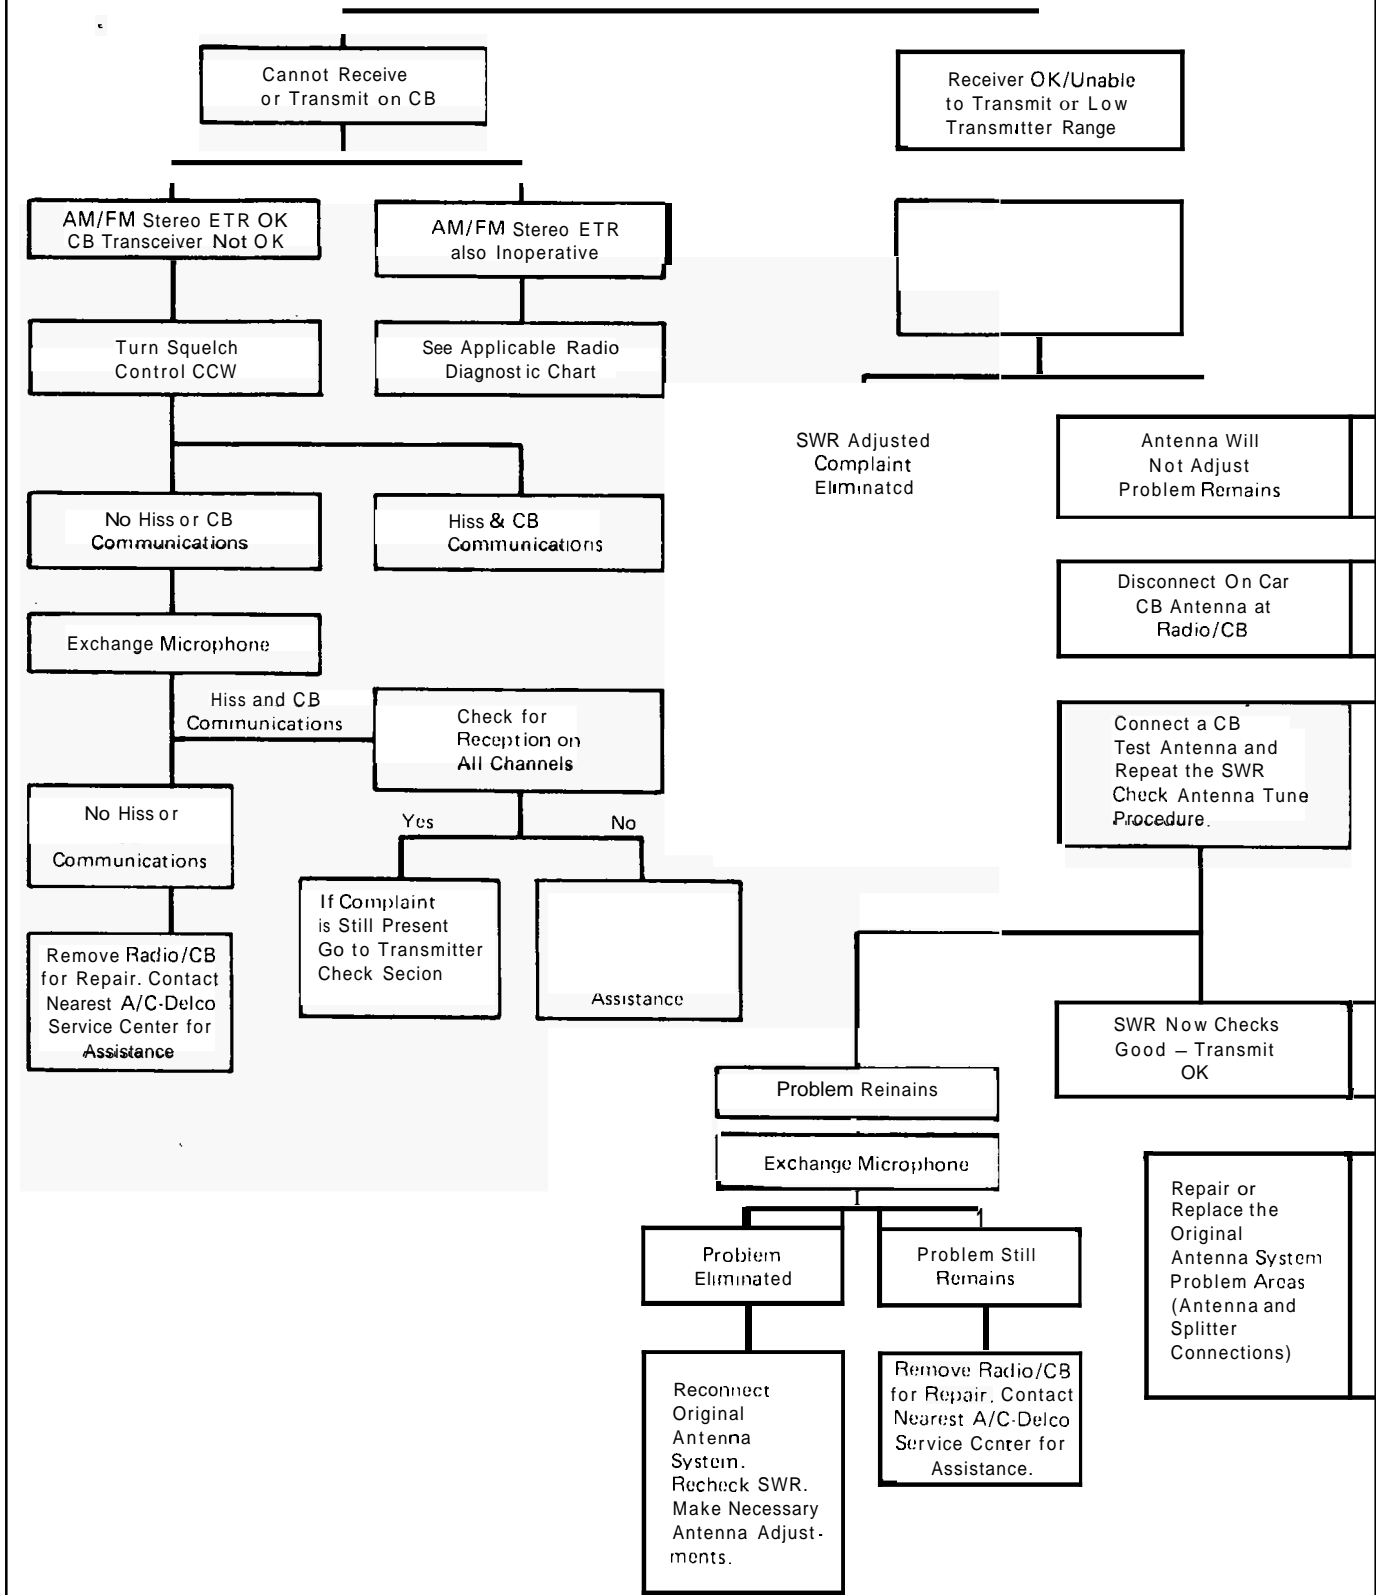 Cannot Receive
or Transmit on CB
Receiver OK/Unable
to Transmit or Low
Transmitter Range
AM/FM Stereo ETR OK
CB Transceiver Not OK
AM/FM Stereo ETR
also Inoperative
Turn Squelch
Control CCW
See Applicable Radio
Diagnostic Chart
SWR Adjusted
Complaint
Eliminated
Antenna Will
Not Adjust
Problem Remains
No Hiss or CB
Communications
Hiss & CB
Communications
Disconnect On Car
CB Antenna at
Radio/CB
Exchange Microphone
Hiss and CB
Communications
Check for
Reception on
All Channels
Connect a CB
Test Antenna and
Repeat the SWR
Check Antenna Tune
Procedure.
No Hiss or
Communications
Yes
No
If Complaint
is Still Present
Go to Transmitter
Check Secion
Assistance
Remove Radio/CB
for Repair. Contact
Nearest A/C-Delco
Service Center for
Assistance
SWR Now Checks
Good – Transmit
OK
Problem Reinains
Exchange Microphone
Repair or
Replace the
Original
Antenna System
Problem Areas
(Antenna and
Splitter
Connections)
Problem
Eliminated
Problem Still
Remains
Reconnect
Original
Antenna
System.
Recheck SWR.
Make Necessary
Antenna Adjust-
ments.
Remove Radio/CB
for Repair. Contact
Nearest A/C-Delco
Service Center for
Assistance.